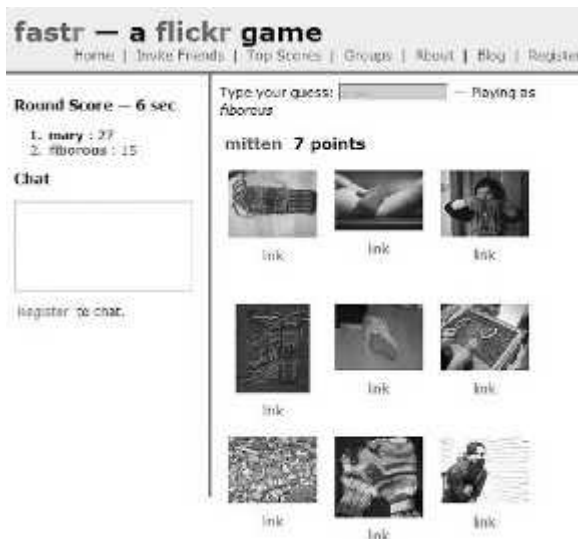 fastr — a flickr game
Home | Invite Friends | Top Scores | Groups | About | Blog | Register
Round Score — 6 sec
1. mary : 27
2. fiborous : 15
Chat
Register to chat.
Type your guess: — Playing as
fiborous
mitten 7 points
link link link
link link link
link link link